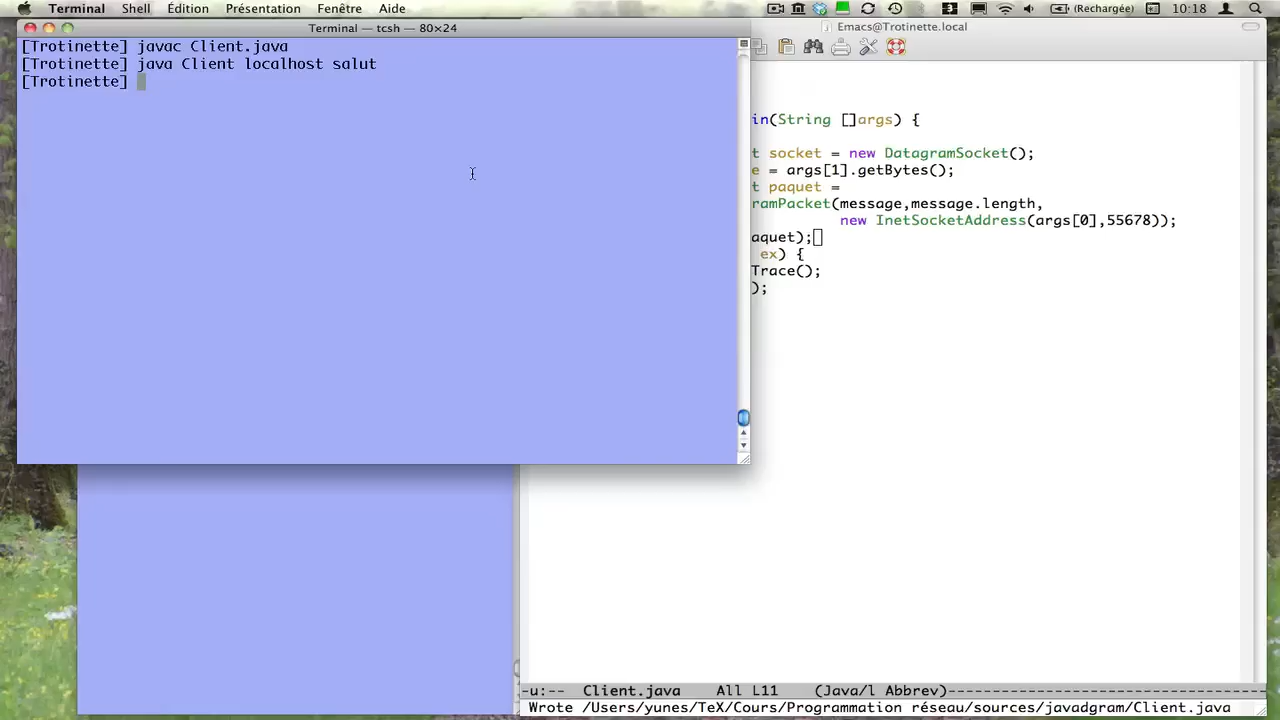 Terminal Shell Édition Présentation Fenêtre Aide (Rechargée) 10:18
Terminal — tcsh — 80×24
[Trotinette] javac Client.java
[Trotinette] java Client localhost salut
[Trotinette]
Emacs@Trotinette.local
in(String []args) {
t socket = new DatagramSocket();
e = args[1].getBytes();
t paquet =
ramPacket(message,message.length,
new InetSocketAddress(args[0],55678));
aquet);
ex) {
Trace();
);
-u:-- Client.java All L11 (Java/l Abbrev)
Wrote /Users/yunes/TeX/Cours/Programmation réseau/sources/javadgram/Client.java